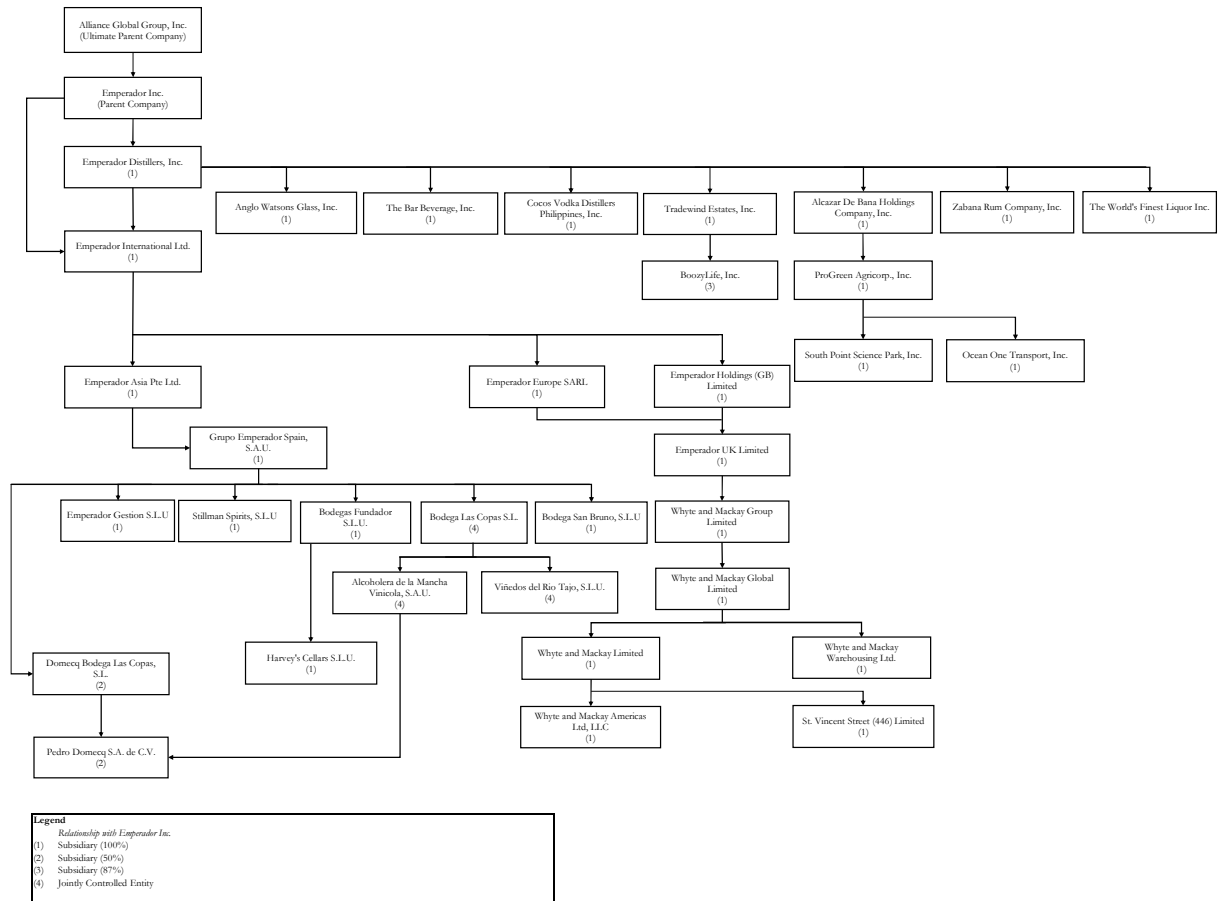 Alliance Global Group, Inc.
(Ultimate Parent Company)
Emperador Inc.
(Parent Company)
Emperador Distillers, Inc.
(1)
Anglo Watsons Glass, Inc.
(1)
The Bar Beverage, Inc.
(1)
Cocos Vodka Distillers
Philippines, Inc.
(1)
Tradewind Estates, Inc.
(1)
Alcazar De Bana Holdings
Company, Inc.
(1)
Zabana Rum Company, Inc.
(1)
The World's Finest Liquor Inc.
(1)
Emperador International Ltd.
(1)
BoozyLife, Inc.
(3)
ProGreen Agricorp., Inc.
(1)
South Point Science Park, Inc.
(1)
Ocean One Transport, Inc.
(1)
Emperador Asia Pte Ltd.
(1)
Emperador Europe SARL
(1)
Emperador Holdings (GB)
Limited
(1)
Grupo Emperador Spain,
S.A.U.
(1)
Emperador UK Limited
(1)
Emperador Gestion S.L.U
(1)
Stillman Spirits, S.L.U
(1)
Bodegas Fundador
S.L.U.
(1)
Bodega Las Copas S.L.
(4)
Bodega San Bruno, S.L.U
(1)
Whyte and Mackay Group
Limited
(1)
Alcoholera de la Mancha
Vinicola, S.A.U.
(4)
Viñedos del Rio Tajo, S.L.U.
(4)
Whyte and Mackay Global
Limited
(1)
Harvey's Cellars S.L.U.
(1)
Whyte and Mackay Limited
(1)
Whyte and Mackay
Warehousing Ltd.
(1)
Domecq Bodega Las Copas,
S.L.
(2)
Whyte and Mackay Americas
Ltd, LLC
(1)
St. Vincent Street (446) Limited
(1)
Pedro Domecq S.A. de C.V.
(2)
Legend
Relationship with Emperador Inc.
(1) Subsidiary (100%)
(2) Subsidiary (50%)
(3) Subsidiary (87%)
(4) Jointly Controlled Entity